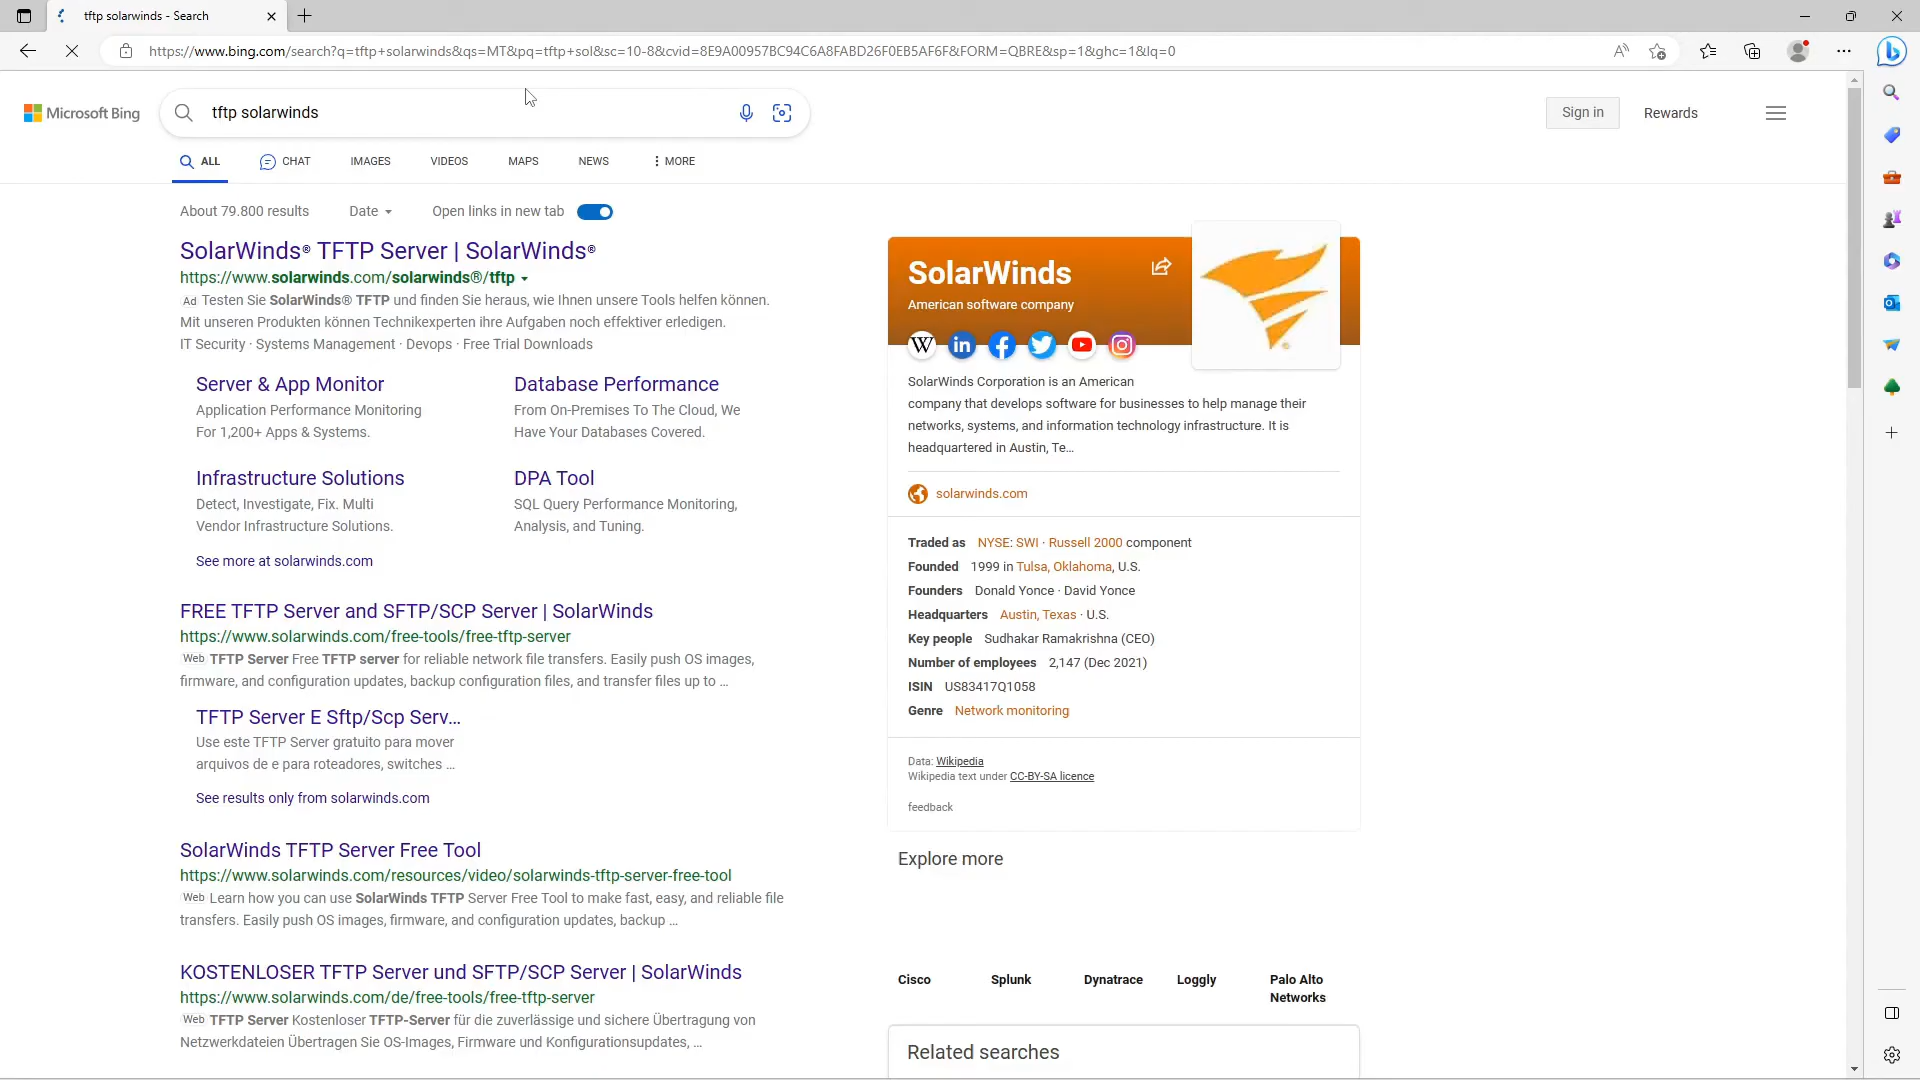 tftp solarwinds - Search
https://www.bing.com/search?q=tftp+solarwinds&qs=MT&pq=tftp+sol&sc=10-8&cvid=8E9A00957BC94C6A8FABD26F0EB5AF6F&FORM=QBRE&sp=1&ghc=1&lq=0
Microsoft Bing
tftp solarwinds
Sign in
Rewards
ALL
CHAT
IMAGES
VIDEOS
MAPS
NEWS
MORE
About 79.800 results
Date
Open links in new tab
SolarWinds® TFTP Server | SolarWinds®
https://www.solarwinds.com/solarwinds®/tftp
Ad Testen Sie SolarWinds® TFTP und finden Sie heraus, wie Ihnen unsere Tools helfen können.
Mit unseren Produkten können Technikexperten ihre Aufgaben noch effektiver erledigen.
IT Security · Systems Management · Devops · Free Trial Downloads
Server & App Monitor
Application Performance Monitoring
For 1,200+ Apps & Systems.
Database Performance
From On-Premises To The Cloud, We
Have Your Databases Covered.
Infrastructure Solutions
Detect, Investigate, Fix. Multi
Vendor Infrastructure Solutions.
DPA Tool
SQL Query Performance Monitoring,
Analysis, and Tuning.
See more at solarwinds.com
FREE TFTP Server and SFTP/SCP Server | SolarWinds
https://www.solarwinds.com/free-tools/free-tftp-server
Web TFTP Server Free TFTP server for reliable network file transfers. Easily push OS images,
firmware, and configuration updates, backup configuration files, and transfer files up to …
TFTP Server E Sftp/Scp Serv…
Use este TFTP Server gratuito para mover
arquivos de e para roteadores, switches …
See results only from solarwinds.com
SolarWinds TFTP Server Free Tool
https://www.solarwinds.com/resources/video/solarwinds-tftp-server-free-tool
Web Learn how you can use SolarWinds TFTP Server Free Tool to make fast, easy, and reliable file
transfers. Easily push OS images, firmware, and configuration updates, backup …
KOSTENLOSER TFTP Server und SFTP/SCP Server | SolarWinds
https://www.solarwinds.com/de/free-tools/free-tftp-server
Web TFTP Server Kostenloser TFTP-Server für die zuverlässige und sichere Übertragung von
Netzwerkdateien Übertragen Sie OS-Images, Firmware und Konfigurationsupdates, …
SolarWinds
American software company
SolarWinds Corporation is an American
company that develops software for businesses to help manage their
networks, systems, and information technology infrastructure. It is
headquartered in Austin, Te…
solarwinds.com
Traded as NYSE: SWI · Russell 2000 component
Founded 1999 in Tulsa, Oklahoma, U.S.
Founders Donald Yonce · David Yonce
Headquarters Austin, Texas · U.S.
Key people Sudhakar Ramakrishna (CEO)
Number of employees 2,147 (Dec 2021)
ISIN US83417Q1058
Genre Network monitoring
Data: Wikipedia
Wikipedia text under CC-BY-SA licence
feedback
Explore more
Cisco
Splunk
Dynatrace
Loggly
Palo Alto
Networks
Related searches